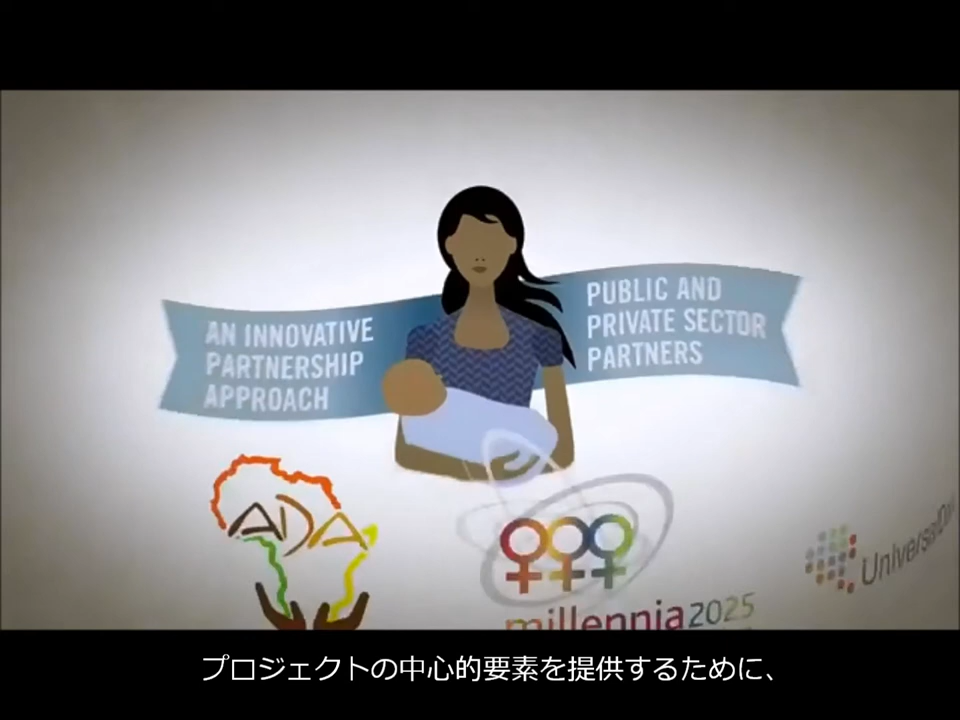 AN INNOVATIVE
PARTNERSHIP
APPROACH
PUBLIC AND
PRIVATE SECTOR
PARTNERS
ADA
millennia2025
プロジェクトの中心的要素を提供するために、